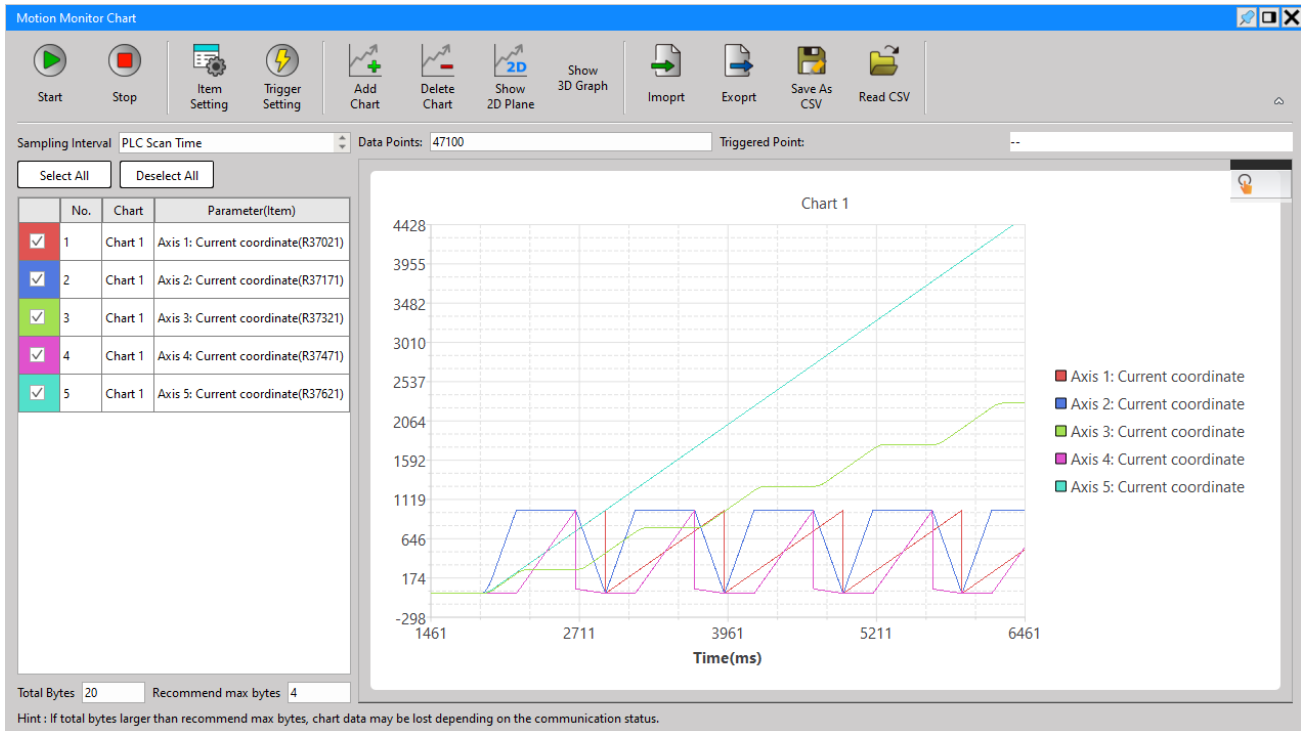 Motion Monitor Chart
Start
Stop
Item Setting
Trigger Setting
Add Chart
Delete Chart
2D
Show 2D Plane
Show 3D Graph
Imoprt
Exoprt
Save As CSV
Read CSV
Sampling Interval PLC Scan Time Data Points: 47100 Triggered Point: --
Select All Deselect All
No. Chart Parameter(Item)
1 Chart 1 Axis 1: Current coordinate(R37021)
2 Chart 1 Axis 2: Current coordinate(R37171)
3 Chart 1 Axis 3: Current coordinate(R37321)
4 Chart 1 Axis 4: Current coordinate(R37471)
5 Chart 1 Axis 5: Current coordinate(R37621)
Chart 1
4428
3955
3482
3010
2537
2064
1592
1119
646
174
-298
1461 2711 3961 5211 6461
Time(ms)
Axis 1: Current coordinate
Axis 2: Current coordinate
Axis 3: Current coordinate
Axis 4: Current coordinate
Axis 5: Current coordinate
Total Bytes 20 Recommend max bytes 4
Hint : If total bytes larger than recommend max bytes, chart data may be lost depending on the communication status.